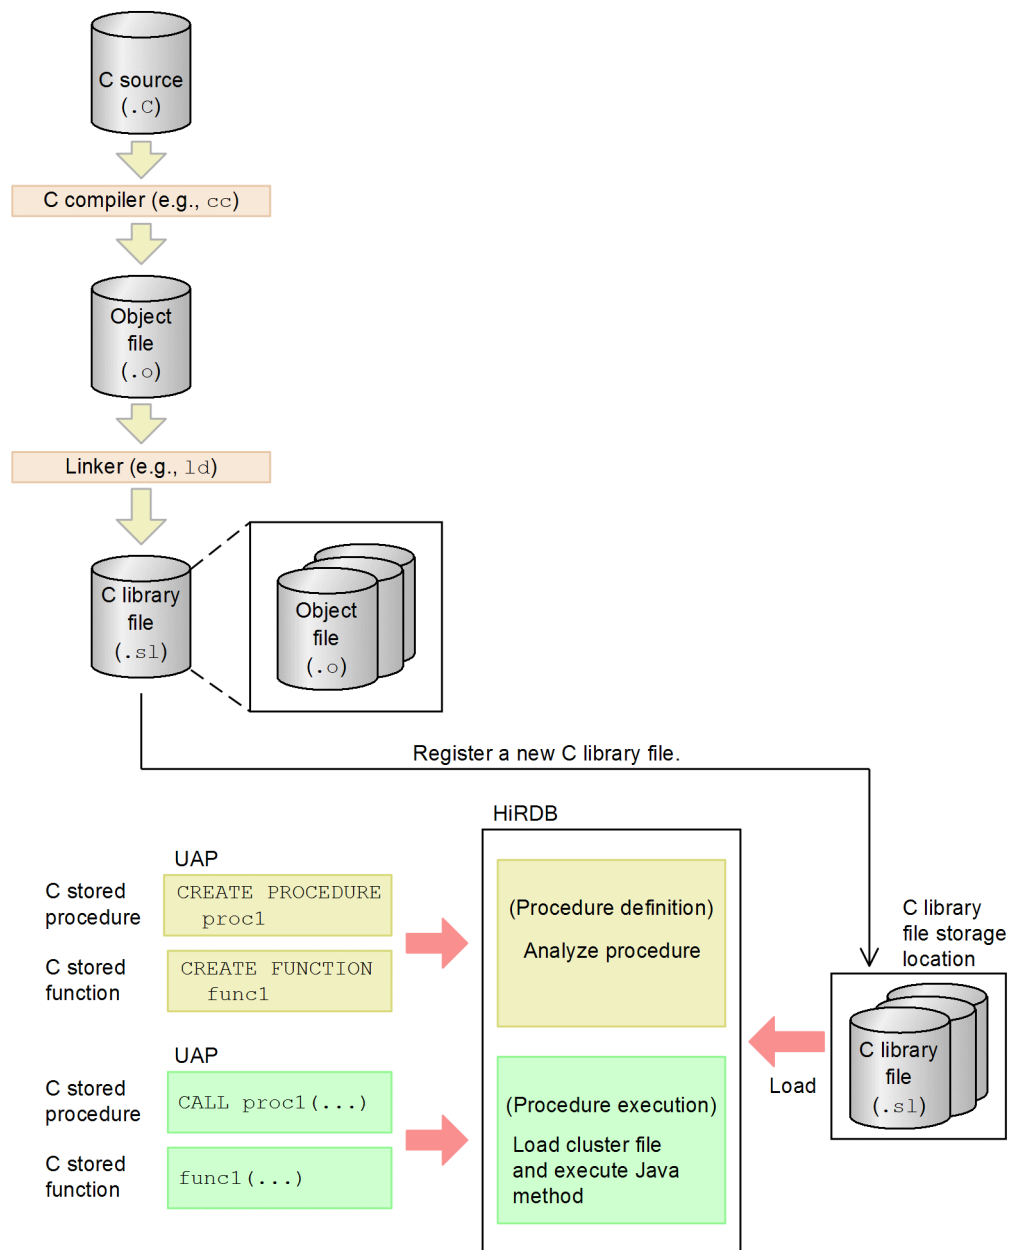 C source
(.C)
C compiler (e.g., cc)
Object
file
(.o)
Linker (e.g., ld)
C library
file
(.sl)
Object
file
(.o)
Register a new C library file.
HiRDB
UAP
C stored
procedure
CREATE PROCEDURE
proc1
C stored
function
CREATE FUNCTION
func1
(Procedure definition)
Analyze procedure
C library
file storage
location
UAP
C stored
procedure
CALL proc1(...)
C stored
function
func1(...)
(Procedure execution)
Load cluster file
and execute Java
method
Load
C library
file
(.sl)